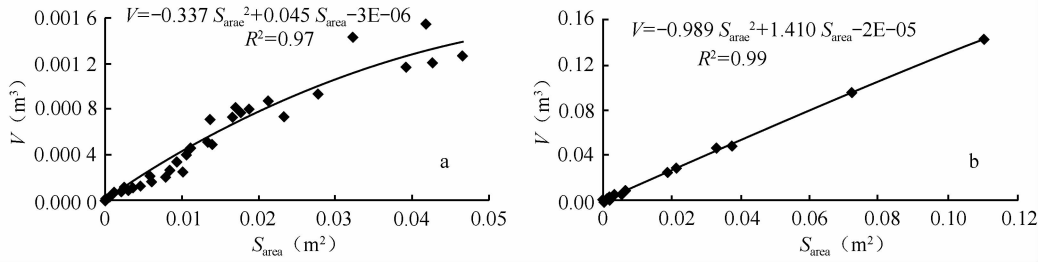 V=−0.337 Sarae²+0.045 Sarea−3E−06
R²=0.97
0.001 6
0.001 2
0.000 8
0.000 4
0.000 0
V (m³)
0
0.01
0.02
0.03
0.04
0.05
Sarea（m²）
a
V=−0.989 Sarae²+1.410 Sarea−2E−05
R²=0.99
0.16
0.12
0.08
0.04
0.00
V (m³)
0
0.02
0.04
0.06
0.08
0.10
0.12
Sarea（m²）
b